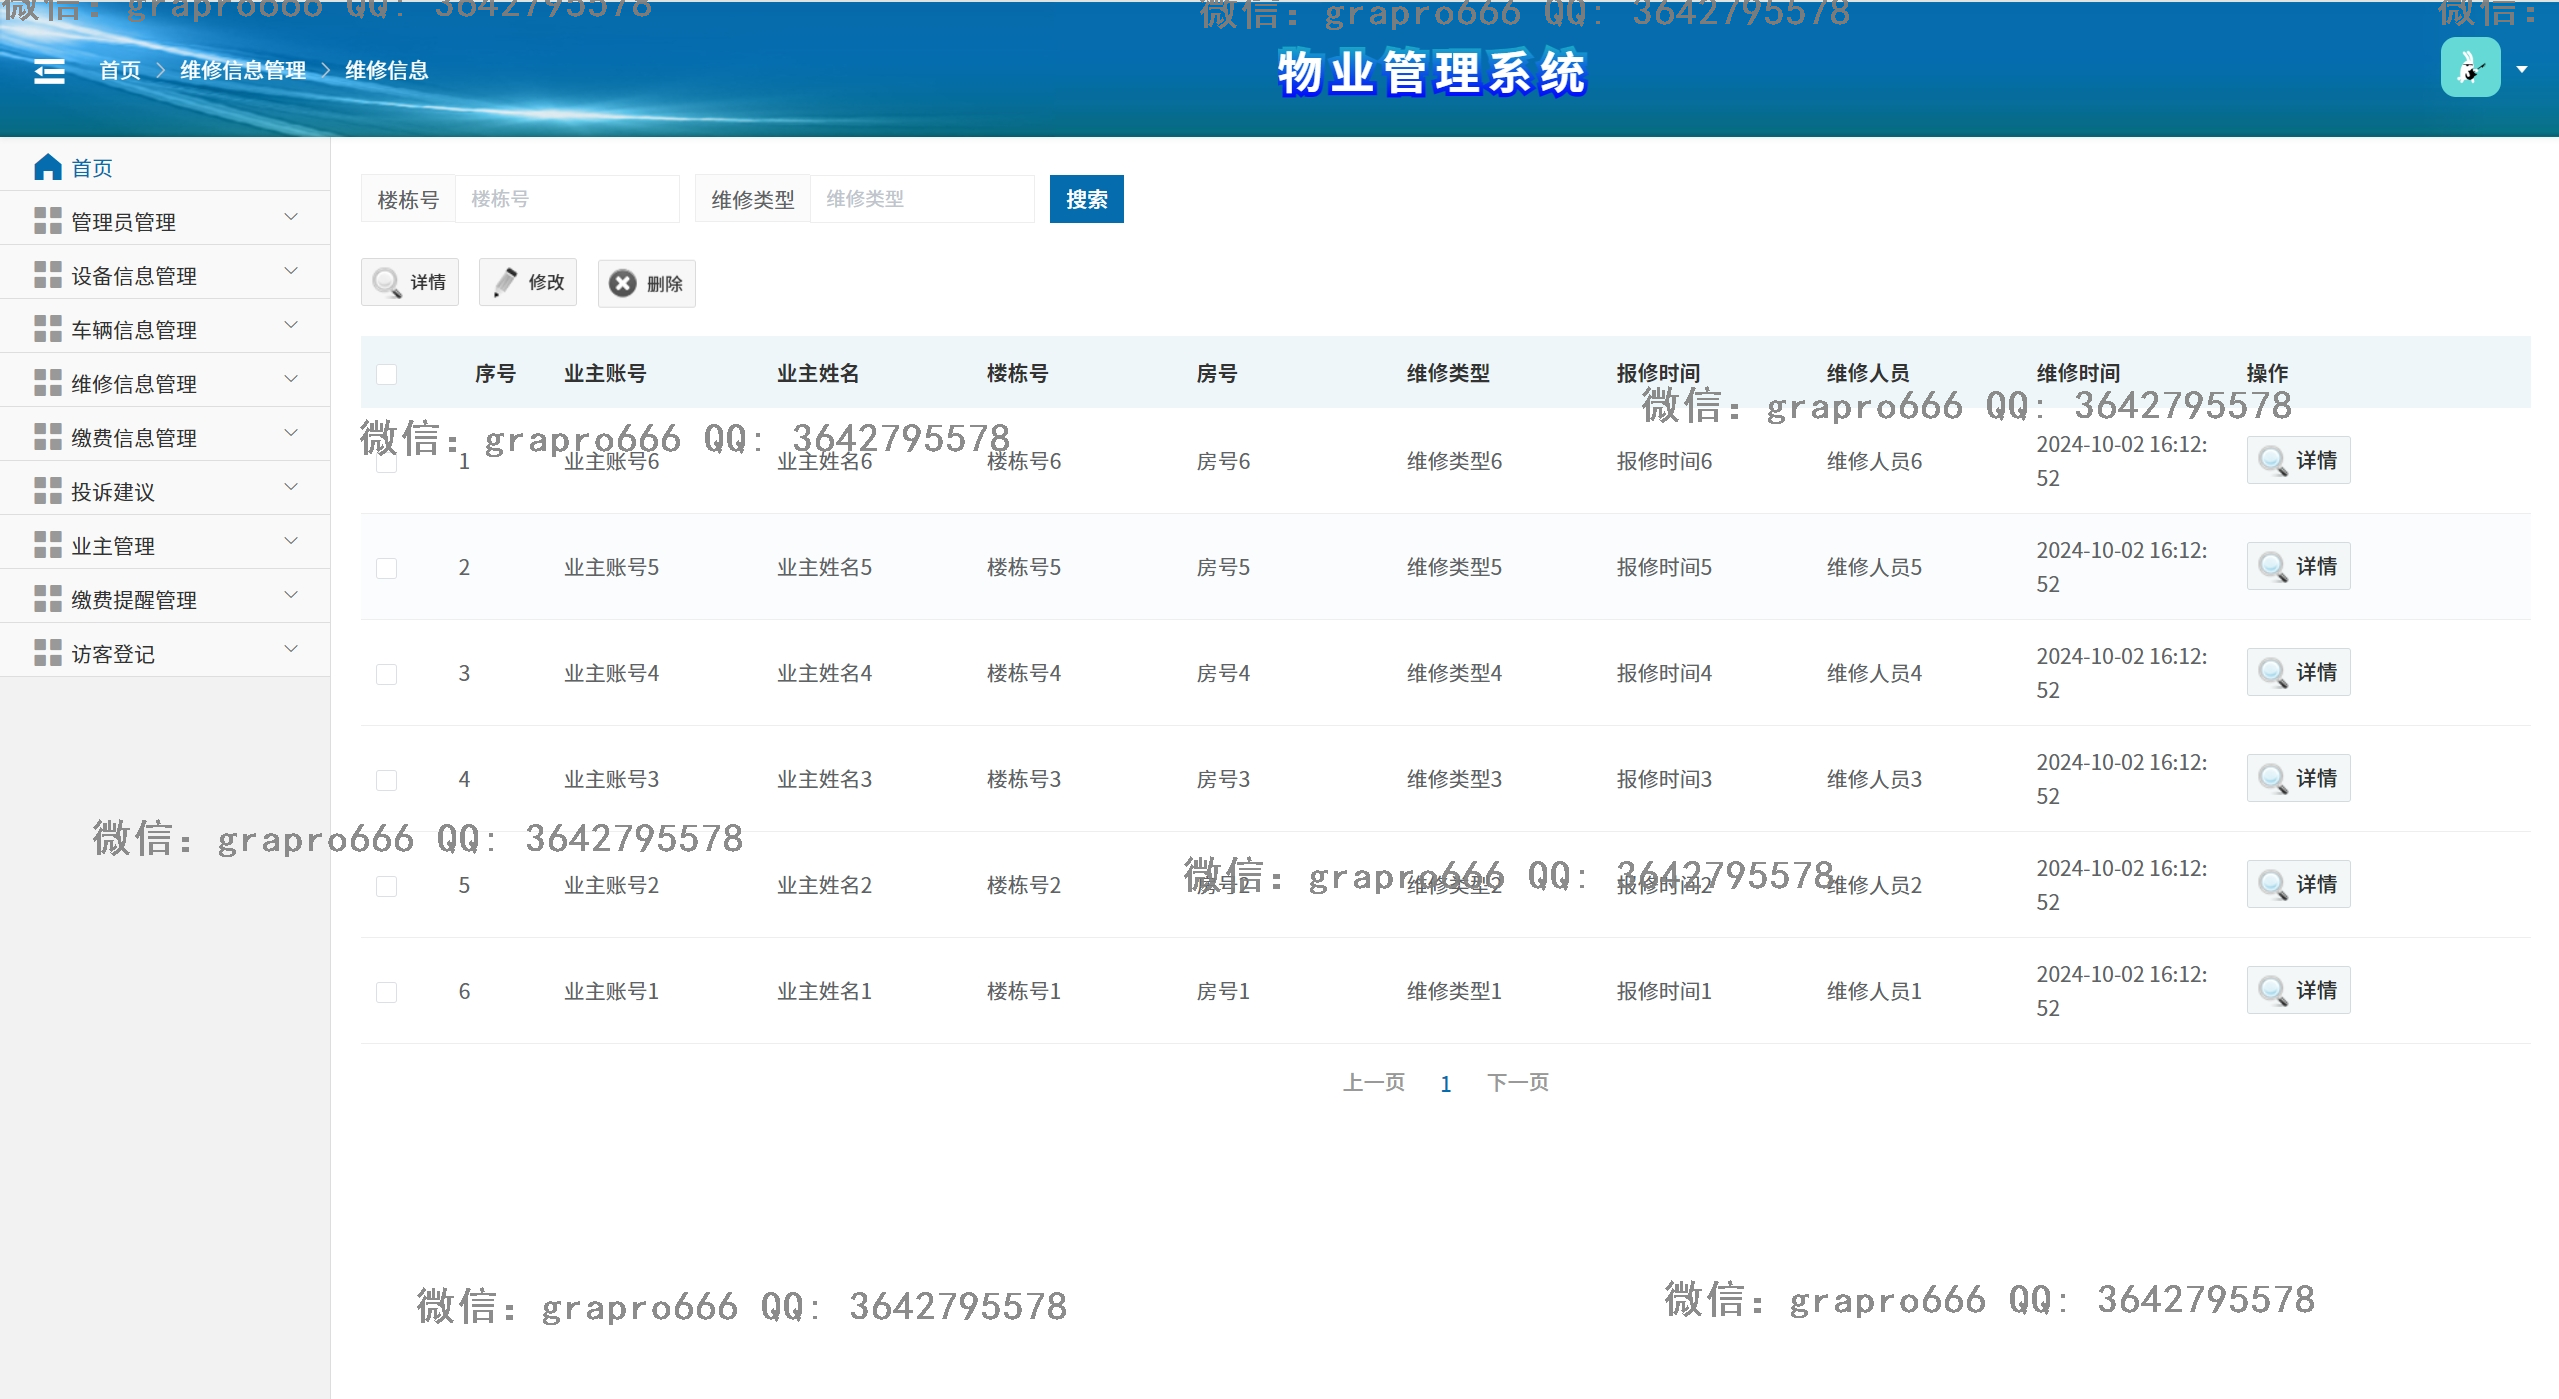 微信: grapro666 QQ: 3642795578
微信: grapro666 QQ: 3642795578
微信:
首页 > 维修信息管理 > 维修信息
物业管理系统
首页
管理员管理
设备信息管理
车辆信息管理
维修信息管理
缴费信息管理
投诉建议
业主管理
缴费提醒管理
访客登记
楼栋号 楼栋号 维修类型 维修类型 搜索
详情 修改 删除
序号 业主账号 业主姓名 楼栋号 房号 维修类型 报修时间 维修人员 维修时间 操作
微信: grapro666 QQ: 3642795578
微信: grapro666 QQ: 3642795578
1 业主账号6 业主姓名6 楼栋号6 房号6 维修类型6 报修时间6 维修人员6 2024-10-02 16:12:
52 详情
2 业主账号5 业主姓名5 楼栋号5 房号5 维修类型5 报修时间5 维修人员5 2024-10-02 16:12:
52 详情
3 业主账号4 业主姓名4 楼栋号4 房号4 维修类型4 报修时间4 维修人员4 2024-10-02 16:12:
52 详情
4 业主账号3 业主姓名3 楼栋号3 房号3 维修类型3 报修时间3 维修人员3 2024-10-02 16:12:
52 详情
微信: grapro666 QQ: 3642795578
微信: grapro666 QQ: 3642795578
5 业主账号2 业主姓名2 楼栋号2 房号2 维修类型2 报修时间2 维修人员2 2024-10-02 16:12:
52 详情
6 业主账号1 业主姓名1 楼栋号1 房号1 维修类型1 报修时间1 维修人员1 2024-10-02 16:12:
52 详情
上一页 1 下一页
微信: grapro666 QQ: 3642795578
微信: grapro666 QQ: 3642795578